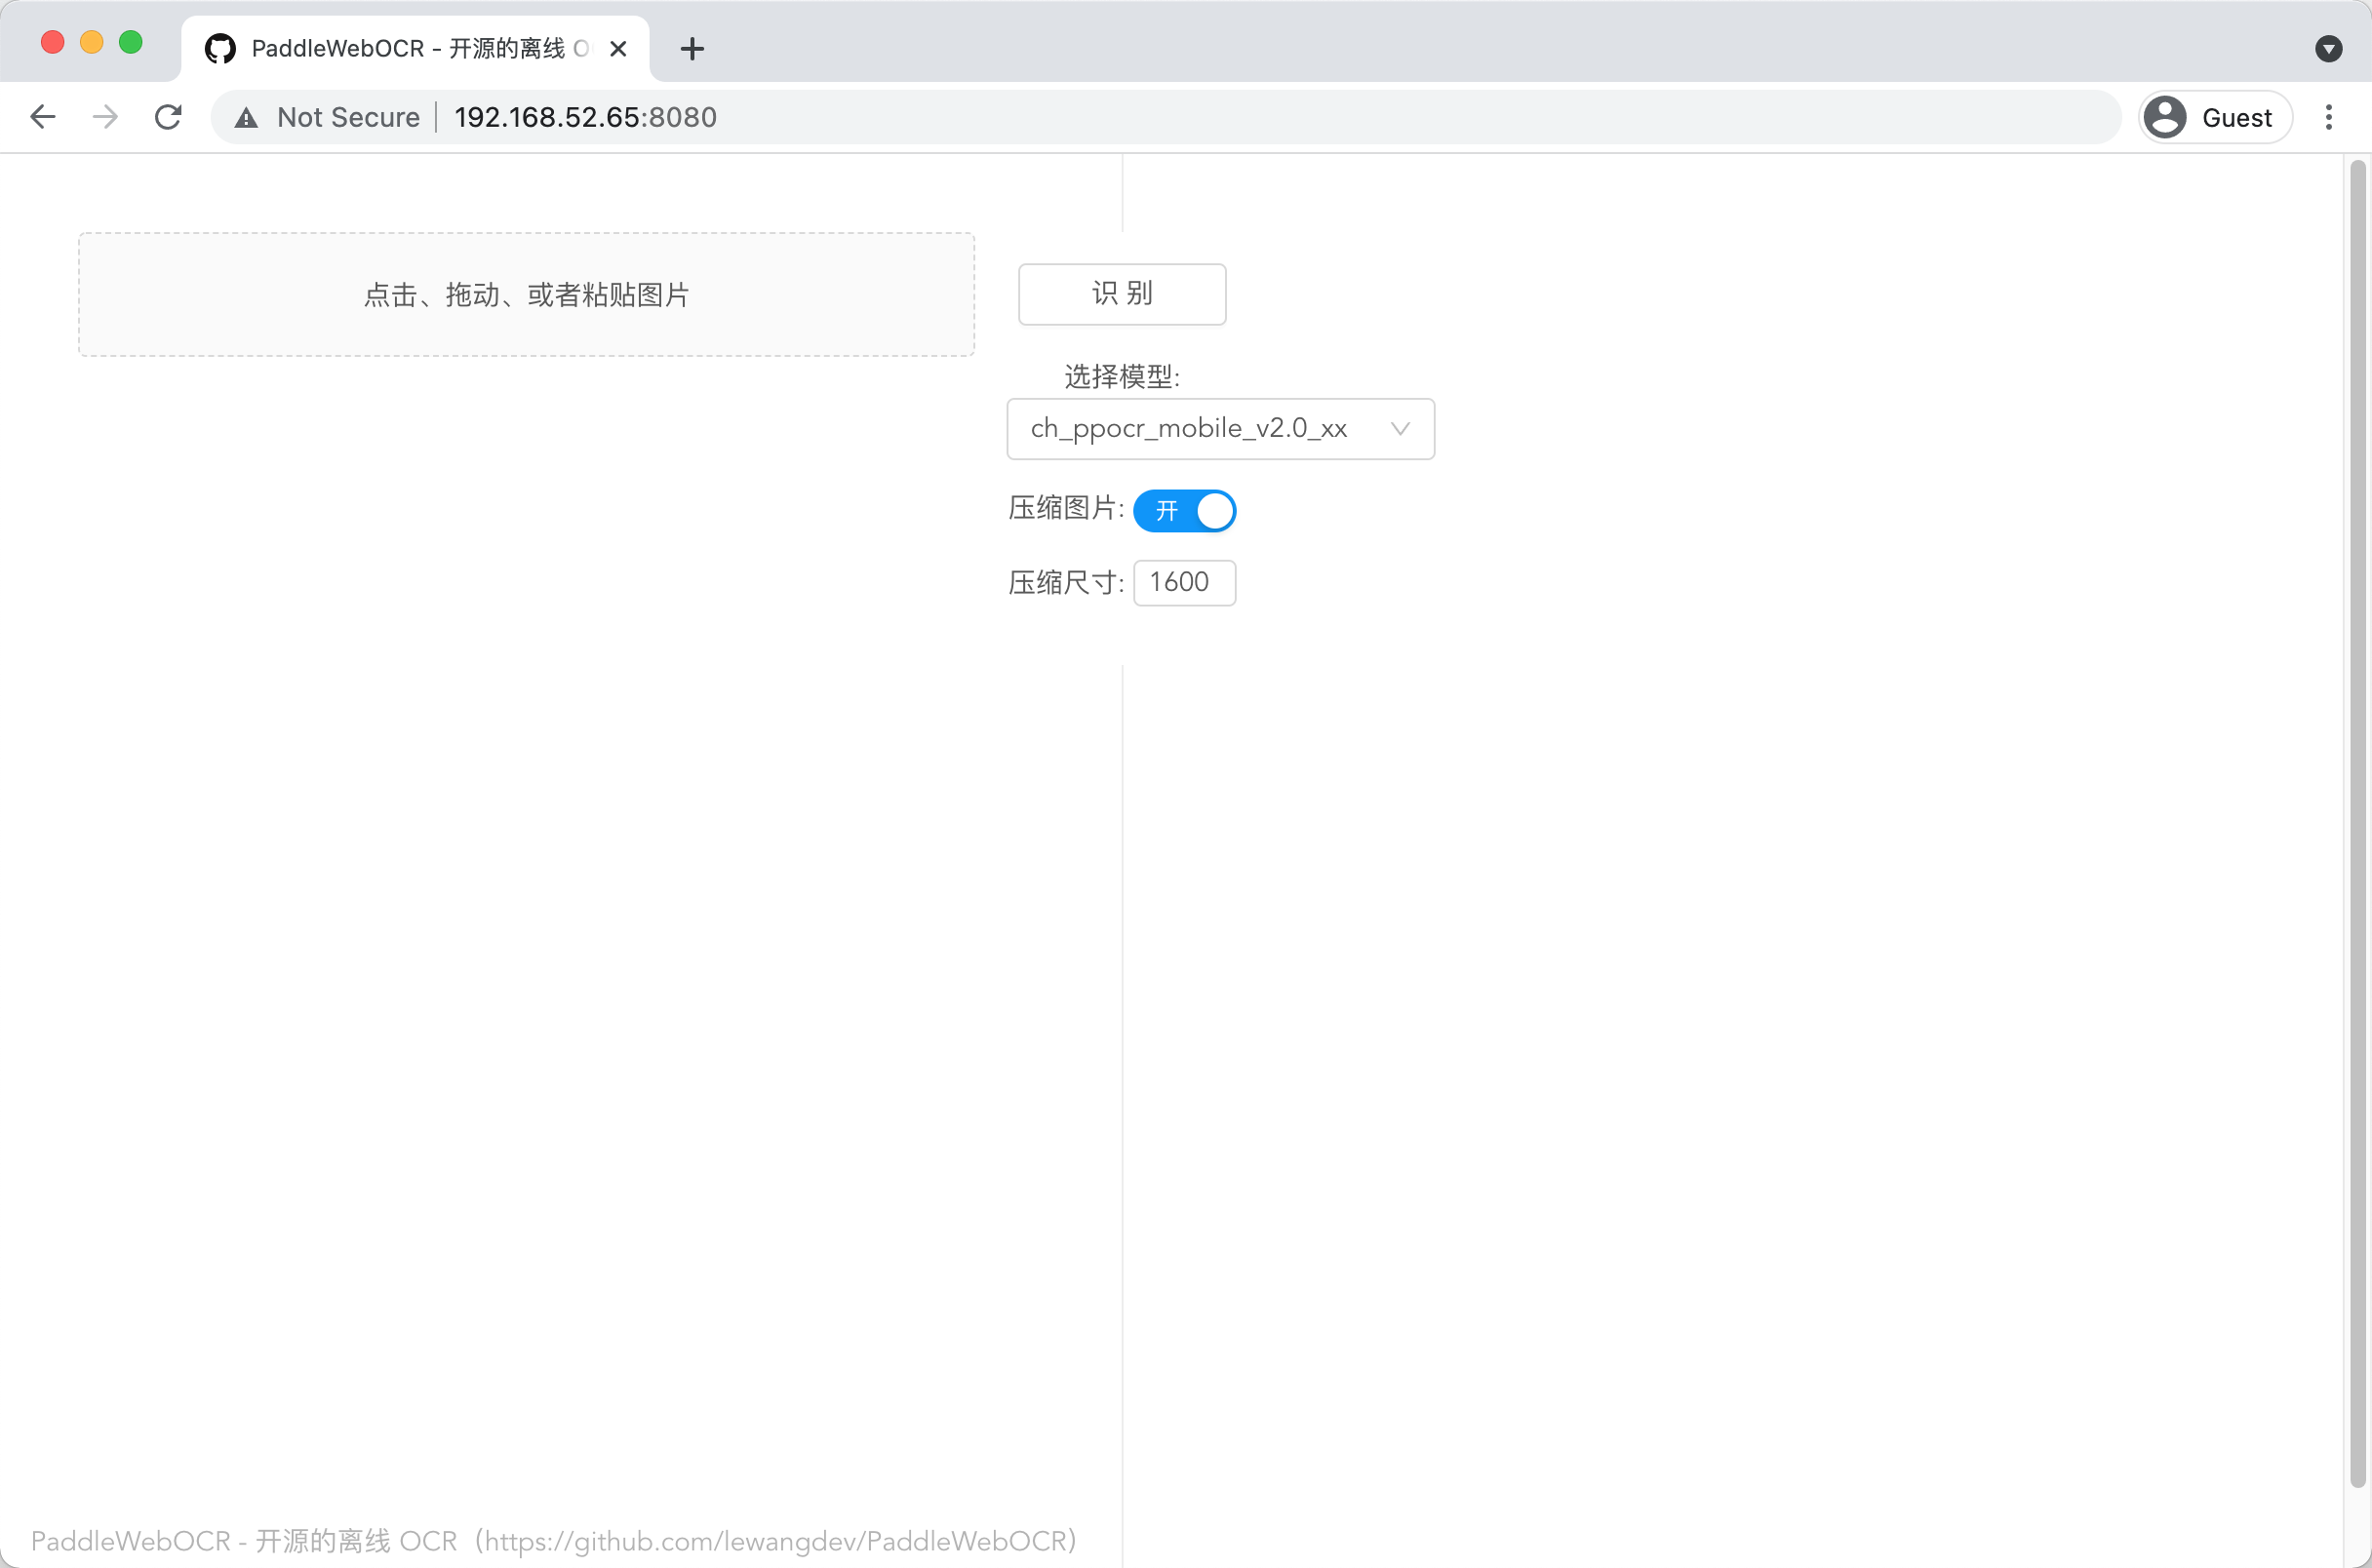 PaddleWebOCR - 开源的离线 O
Not Secure
192.168.52.65:8080
Guest
点击、拖动、或者粘贴图片
识 别
选择模型:
ch_ppocr_mobile_v2.0_xx
压缩图片: 开
压缩尺寸: 1600
PaddleWebOCR - 开源的离线 OCR（https://github.com/lewangdev/PaddleWebOCR）